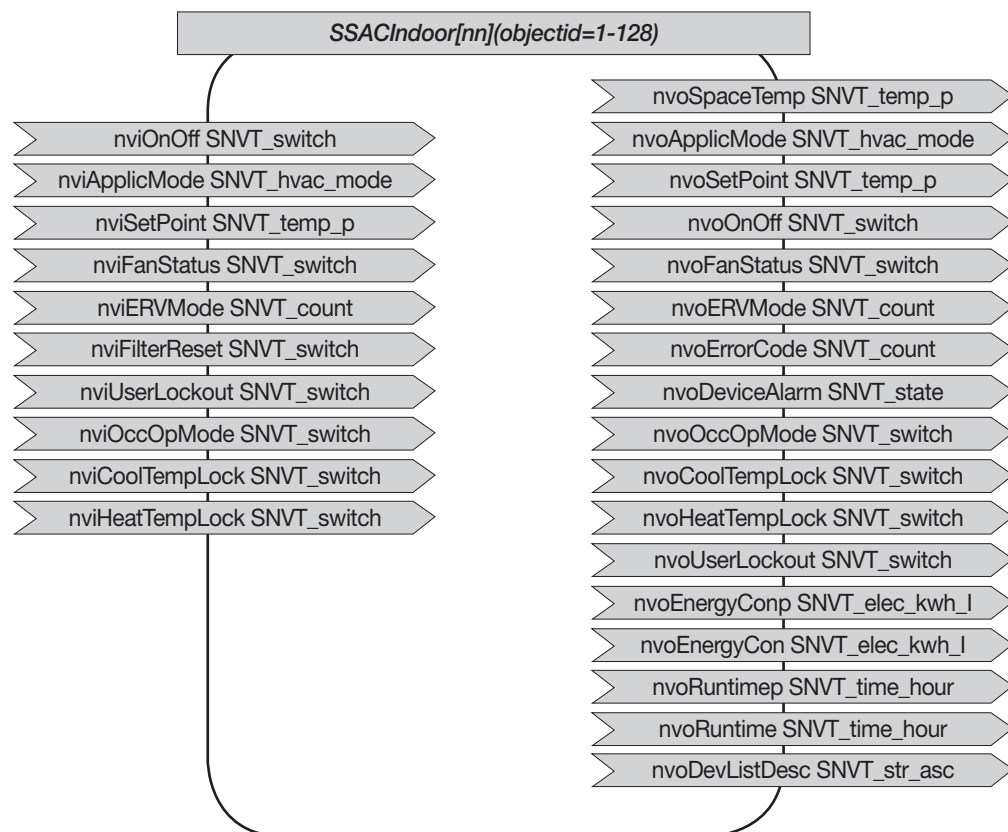 SSACIndoor[nn](objectid=1-128)
nviOnOff SNVT_switch
nviApplicMode SNVT_hvac_mode
nviSetPoint SNVT_temp_p
nviFanStatus SNVT_switch
nviERVMode SNVT_count
nviFilterReset SNVT_switch
nviUserLockout SNVT_switch
nviOccOpMode SNVT_switch
nviCoolTempLock SNVT_switch
nviHeatTempLock SNVT_switch
nvoSpaceTemp SNVT_temp_p
nvoApplicMode SNVT_hvac_mode
nvoSetPoint SNVT_temp_p
nvoOnOff SNVT_switch
nvoFanStatus SNVT_switch
nvoERVMode SNVT_count
nvoErrorCode SNVT_count
nvoDeviceAlarm SNVT_state
nvoOccOpMode SNVT_switch
nvoCoolTempLock SNVT_switch
nvoHeatTempLock SNVT_switch
nvoUserLockout SNVT_switch
nvoEnergyConp SNVT_elec_kwh_l
nvoEnergyCon SNVT_elec_kwh_l
nvoRuntimep SNVT_time_hour
nvoRuntime SNVT_time_hour
nvoDevListDesc SNVT_str_asc